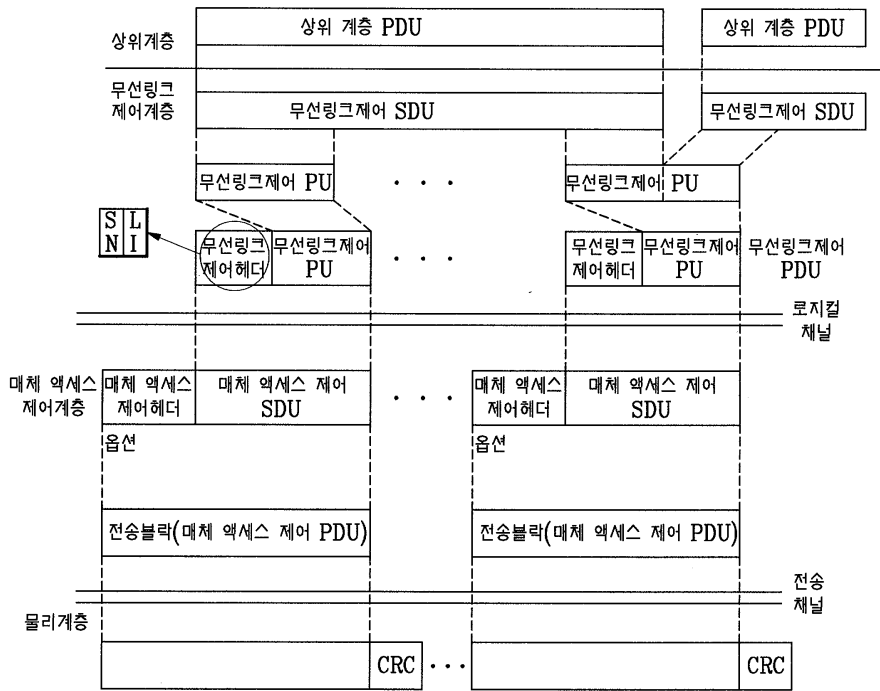 상위 계층 PDU
상위 계층 PDU
상위계층
무선링크
제어계층
무선링크제어 SDU
무선링크제어 SDU
무선링크제어 PU
· · ·
무선링크제어 PU
S L
N I
무선링크
제어헤더
무선링크제어
PU
· · ·
무선링크
제어헤더
무선링크제어
PU
무선링크제어
PDU
로지컬
채널
매체 액세스
제어계층
매체 액세스
제어헤더
매체 액세스 제어
SDU
· · ·
매체 액세스
제어헤더
매체 액세스 제어
SDU
옵션
옵션
전송블락(매체 액세스 제어 PDU)
전송블락(매체 액세스 제어 PDU)
전송
채널
물리계층
CRC
· · ·
CRC